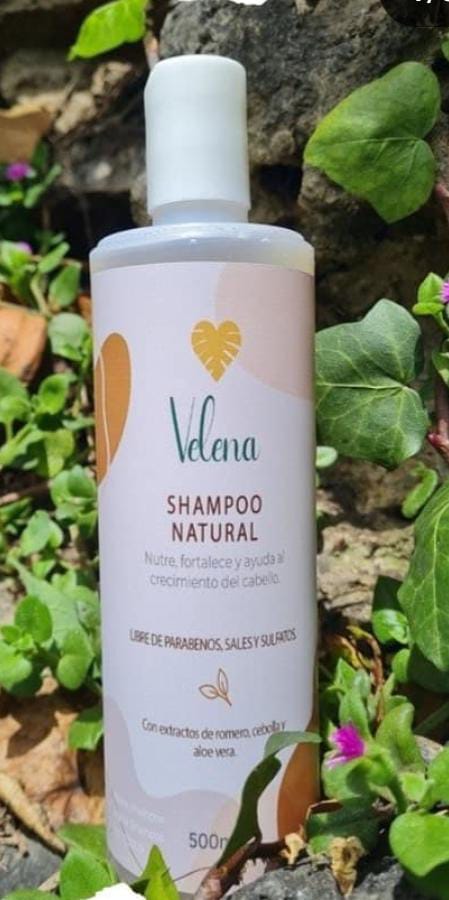 Velena
SHAMPOO
NATURAL
Nutre, fortalece y ayuda al
crecimiento del cabello.
LIBRE DE PARABENOS, SALES Y SULFATOS
Con extractos de romero, cebolla y
aloe vera.